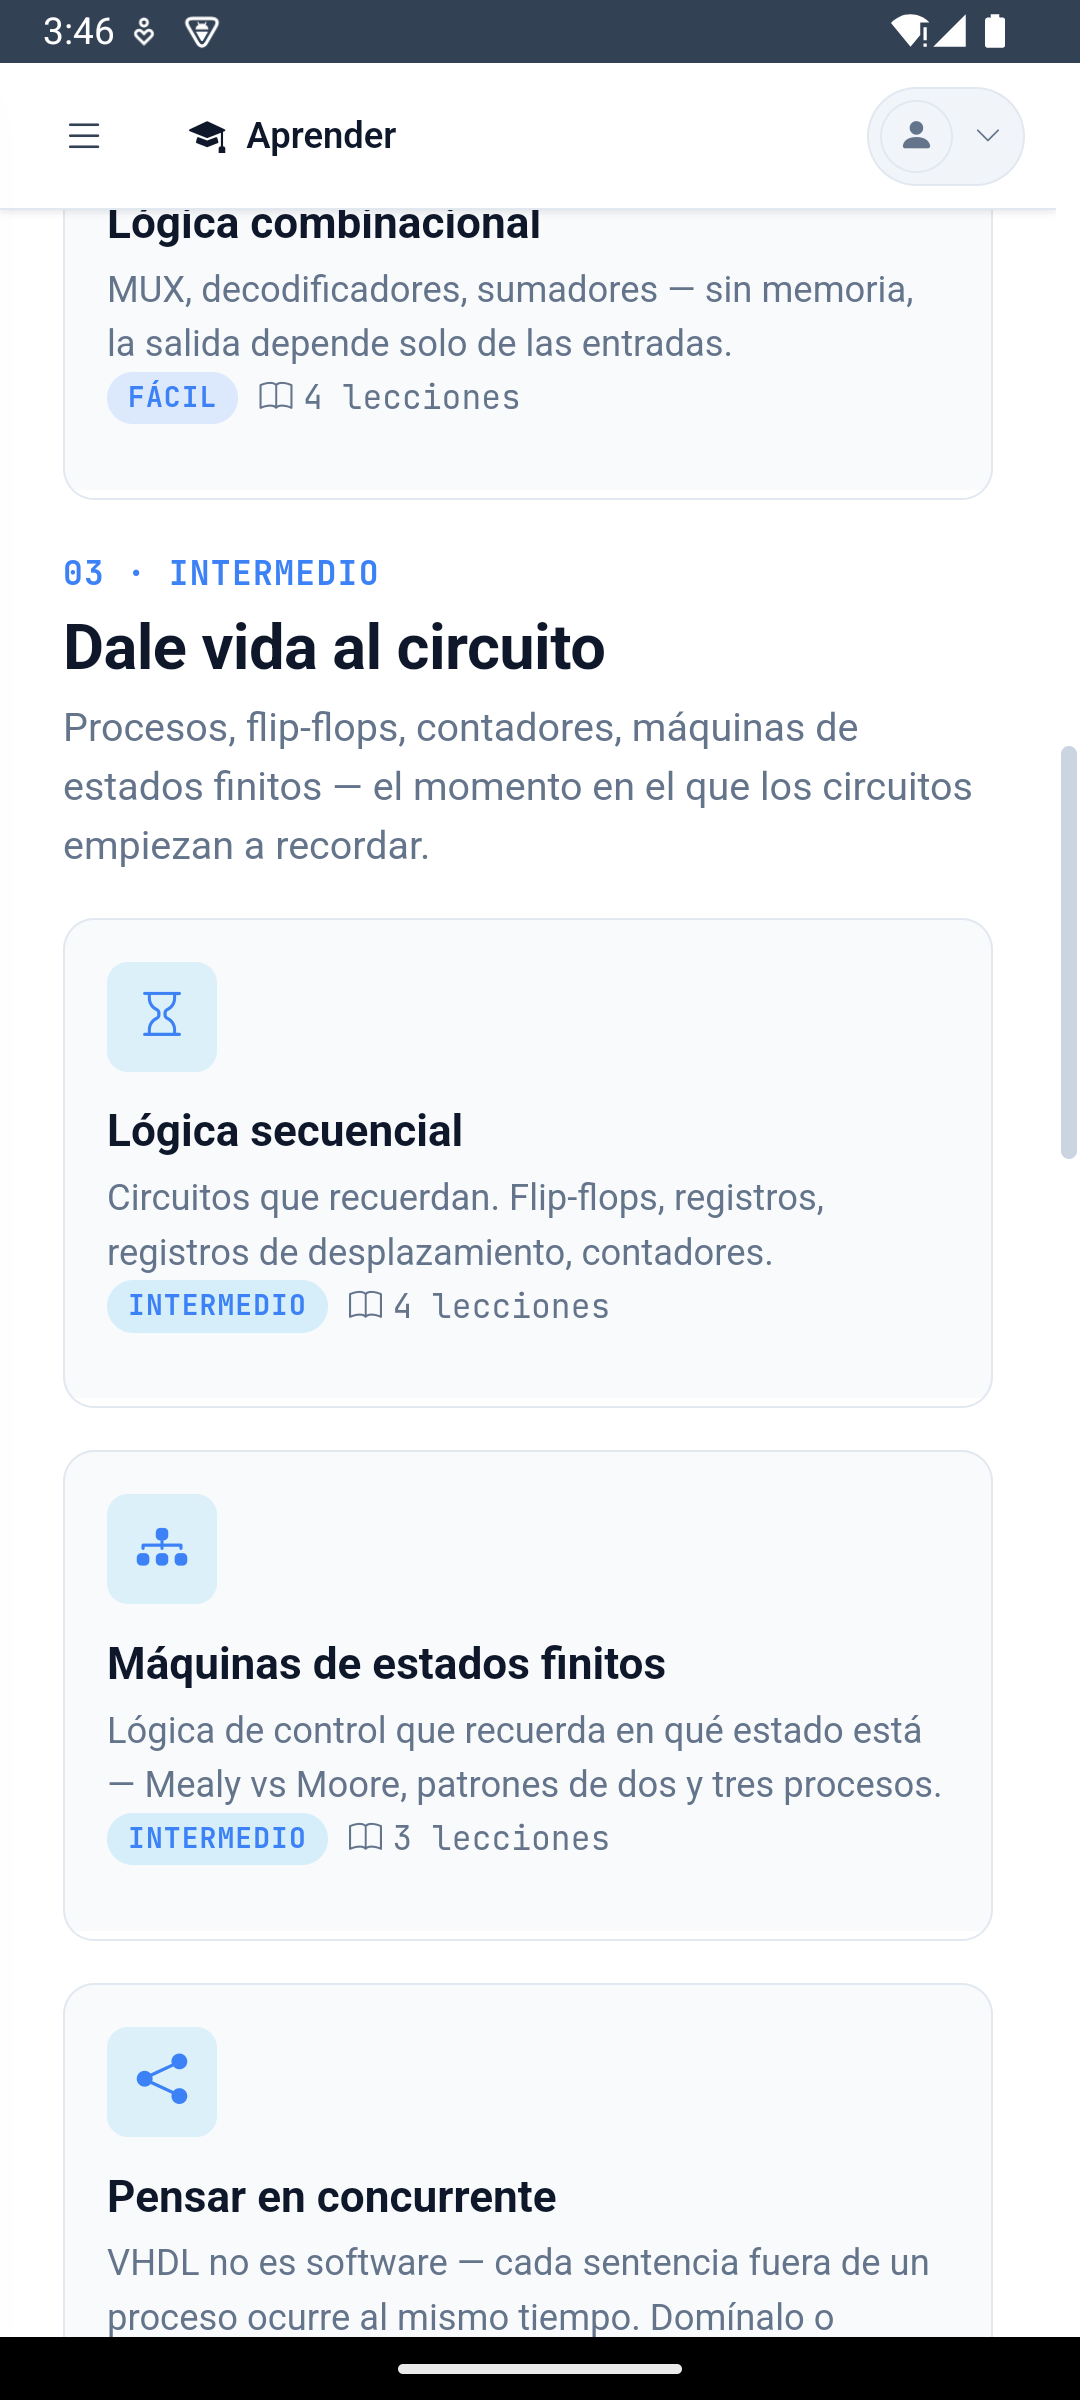 3:46
Aprender
Lógica combinacional
MUX, decodificadores, sumadores — sin memoria,
la salida depende solo de las entradas.
FÁCIL 4 lecciones
03 · INTERMEDIO
Dale vida al circuito
Procesos, flip-flops, contadores, máquinas de
estados finitos — el momento en el que los circuitos
empiezan a recordar.
Lógica secuencial
Circuitos que recuerdan. Flip-flops, registros,
registros de desplazamiento, contadores.
INTERMEDIO 4 lecciones
Máquinas de estados finitos
Lógica de control que recuerda en qué estado está
— Mealy vs Moore, patrones de dos y tres procesos.
INTERMEDIO 3 lecciones
Pensar en concurrente
VHDL no es software — cada sentencia fuera de un
proceso ocurre al mismo tiempo. Domínalo o